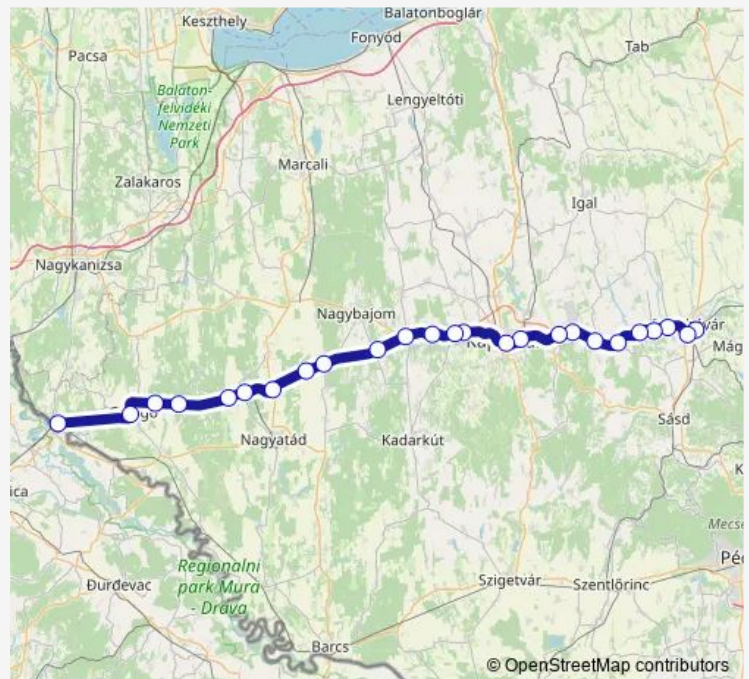 Balatonboglár
Keszthely
Fonyód
Tab
Pacsa
Balaton-
felvidéki
Nemzeti
Park
Lengyeltóti
Marcali
Zalakaros
Igal
Nagykanizsa
Nagybajom
Mág
Sásd
Nagyatád
Kadarkút
ica
Mecse
Pé
Regionalni
park Mura
- Drava
Đurđevac
Szigetvár
Szentlőrinc
Barcs
© OpenStreetMap contributors